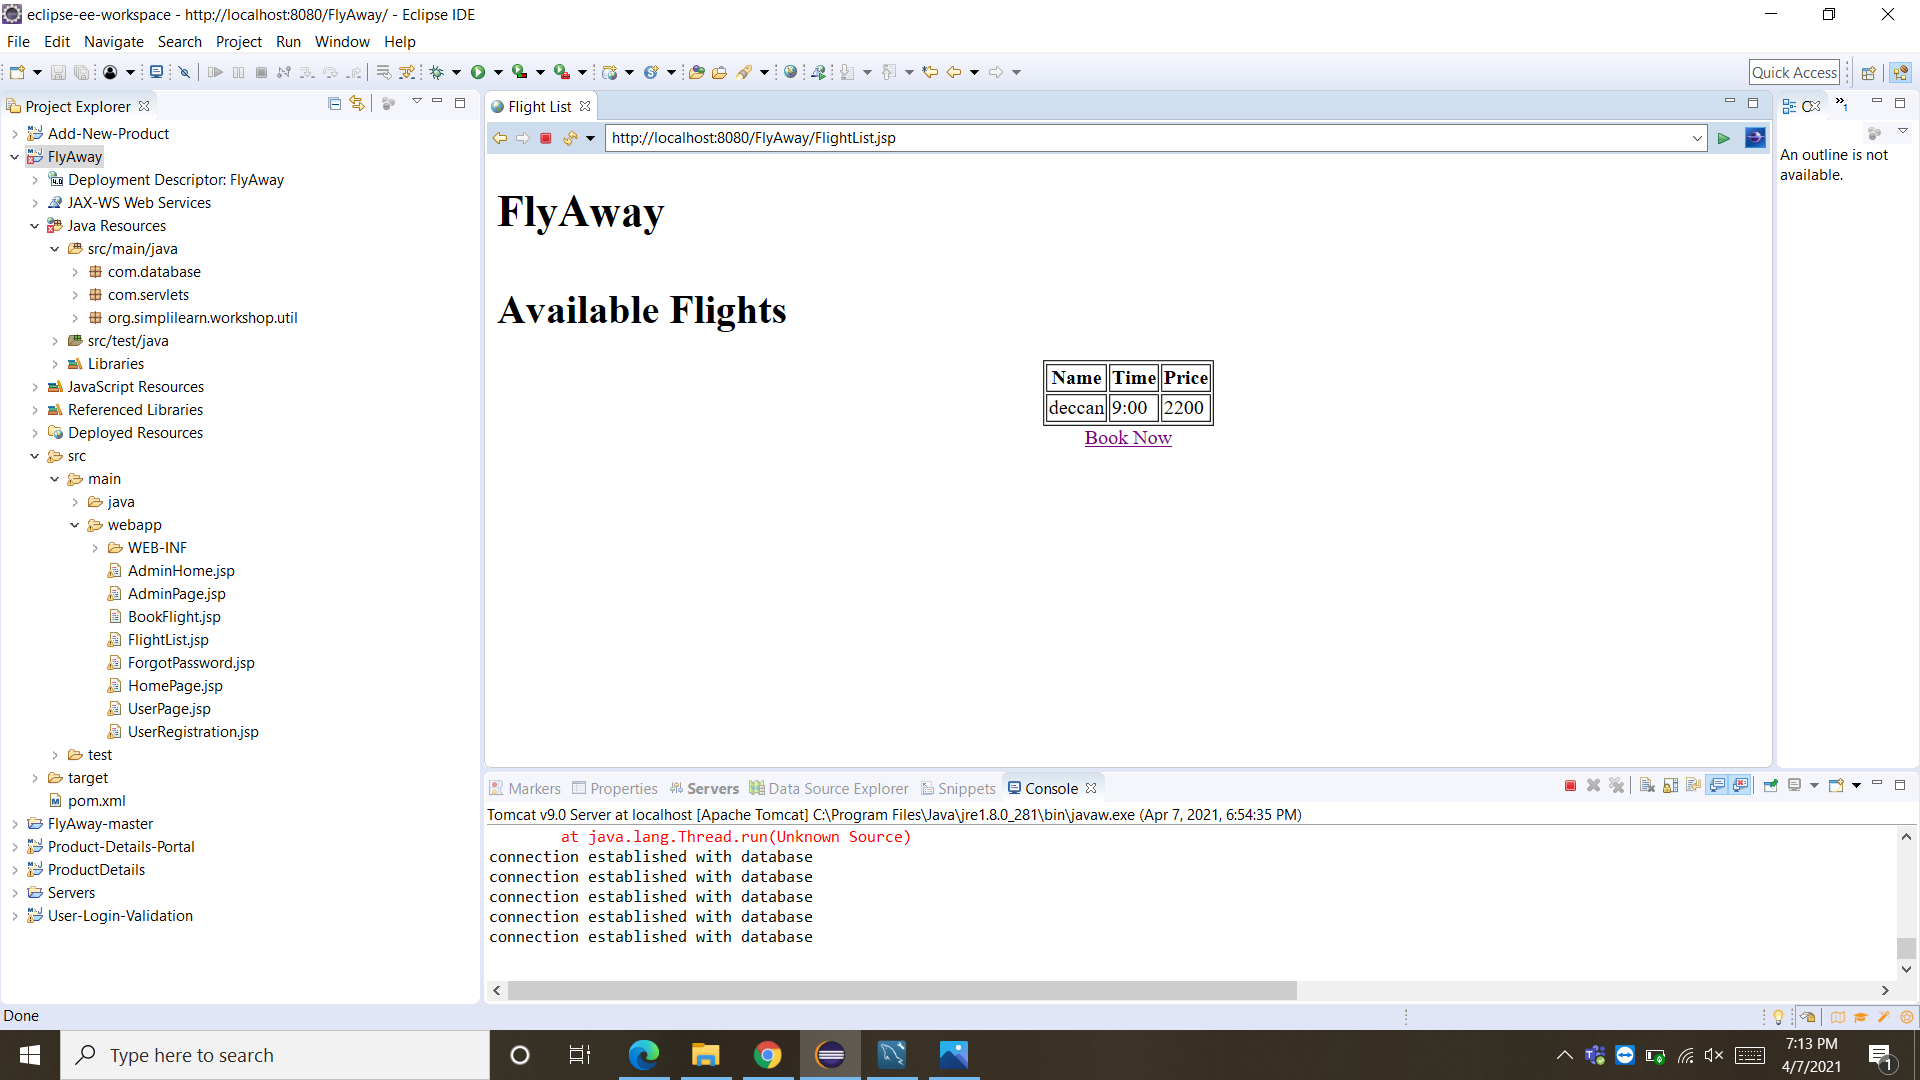 eclipse-ee-workspace - http://localhost:8080/FlyAway/ - Eclipse IDE
File Edit Navigate Search Project Run Window Help
Quick Access
Project Explorer
Add-New-Product
FlyAway
Deployment Descriptor: FlyAway
JAX-WS Web Services
Java Resources
src/main/java
com.database
com.servlets
org.simplilearn.workshop.util
src/test/java
Libraries
JavaScript Resources
Referenced Libraries
Deployed Resources
src
main
java
webapp
WEB-INF
AdminHome.jsp
AdminPage.jsp
BookFlight.jsp
FlightList.jsp
ForgotPassword.jsp
HomePage.jsp
UserPage.jsp
UserRegistration.jsp
test
target
pom.xml
FlyAway-master
Product-Details-Portal
ProductDetails
Servers
User-Login-Validation
Flight List
http://localhost:8080/FlyAway/FlightList.jsp
FlyAway
Available Flights
Name Time Price
deccan 9:00 2200
Book Now
An outline is not
available.
Markers Properties Servers Data Source Explorer Snippets Console
Tomcat v9.0 Server at localhost [Apache Tomcat] C:\Program Files\Java\jre1.8.0_281\bin\javaw.exe (Apr 7, 2021, 6:54:35 PM)
at java.lang.Thread.run(Unknown Source)
connection established with database
connection established with database
connection established with database
connection established with database
connection established with database
Done
Type here to search
7:13 PM
4/7/2021
1